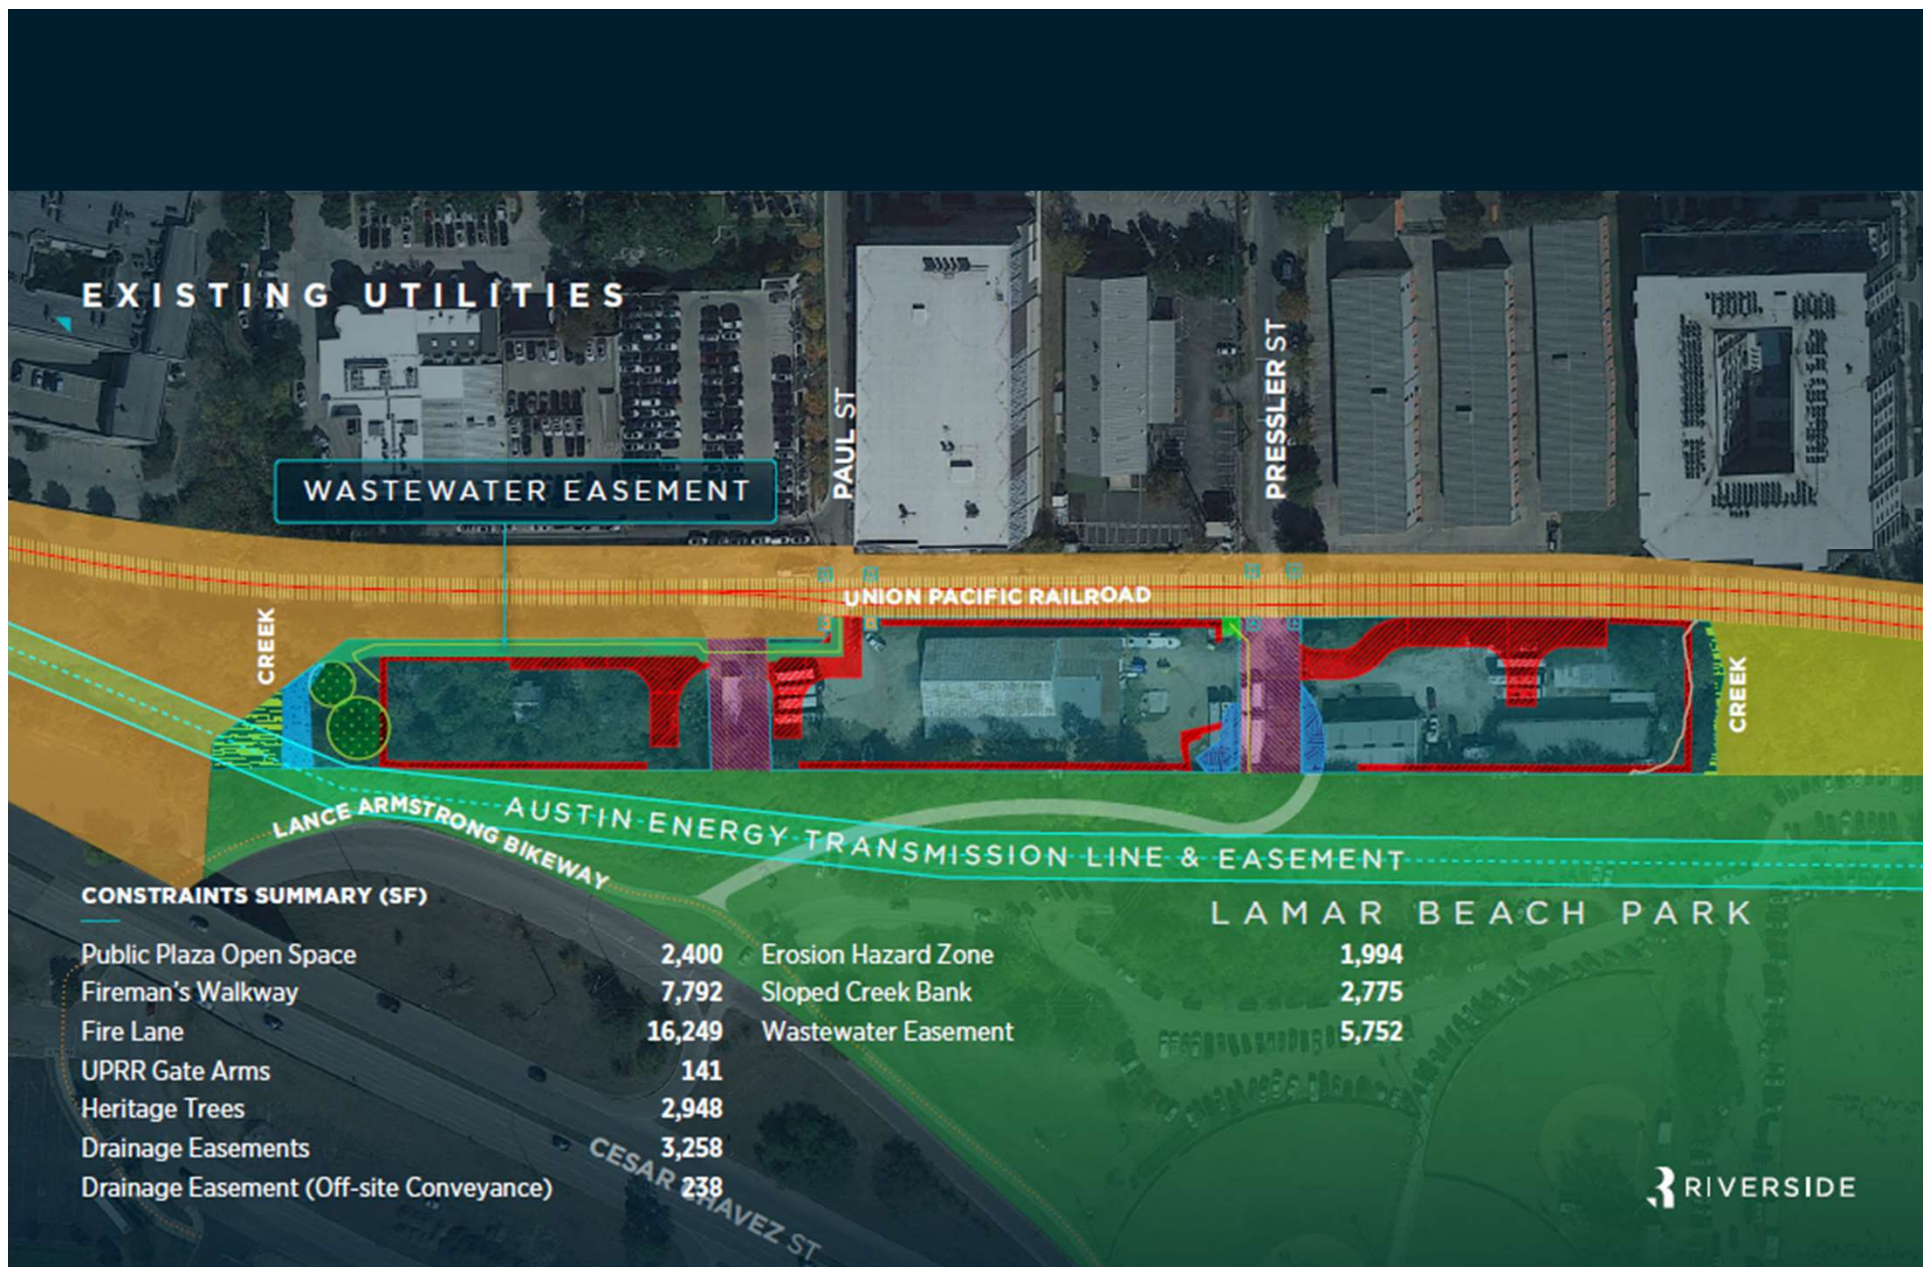 EXISTING UTILITIES
PAUL ST
PRESSLER ST
WASTEWATER EASEMENT
UNION PACIFIC RAILROAD
CREEK
CREEK
LANCE ARMSTRONG BIKEWAY
AUSTIN ENERGY TRANSMISSION LINE & EASEMENT
LAMAR BEACH PARK
CONSTRAINTS SUMMARY (SF)
Public Plaza Open Space 2,400
Fireman's Walkway 7,792
Fire Lane 16,249
UPRR Gate Arms 141
Heritage Trees 2,948
Drainage Easements 3,258
Drainage Easement (Off-site Conveyance) 238
Erosion Hazard Zone 1,994
Sloped Creek Bank 2,775
Wastewater Easement 5,752
CESAR CHAVEZ ST
RIVERSIDE